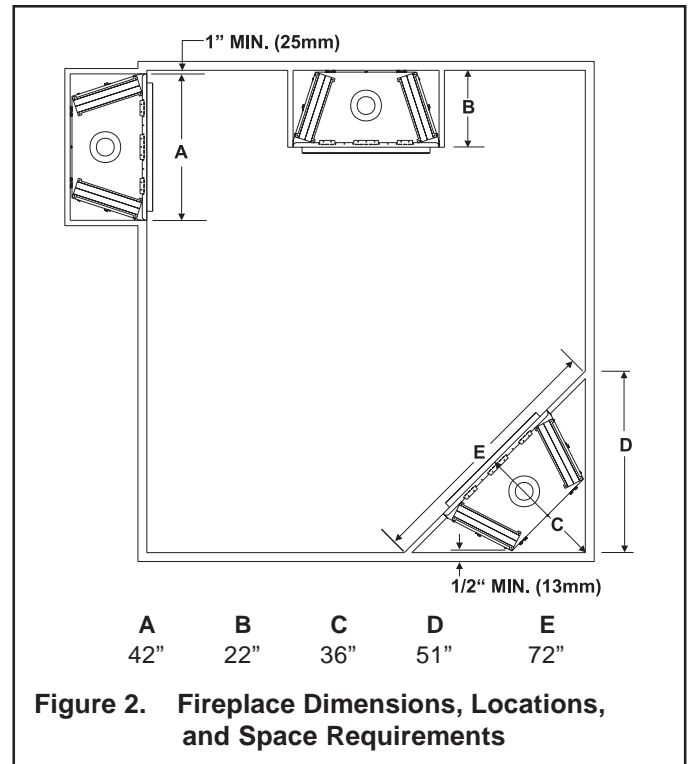 1” MIN. (25mm)
A
B
E
D
C
1/2“ MIN. (13mm)
A B C D E
42” 22” 36” 51” 72”
Figure 2. Fireplace Dimensions, Locations,
and Space Requirements